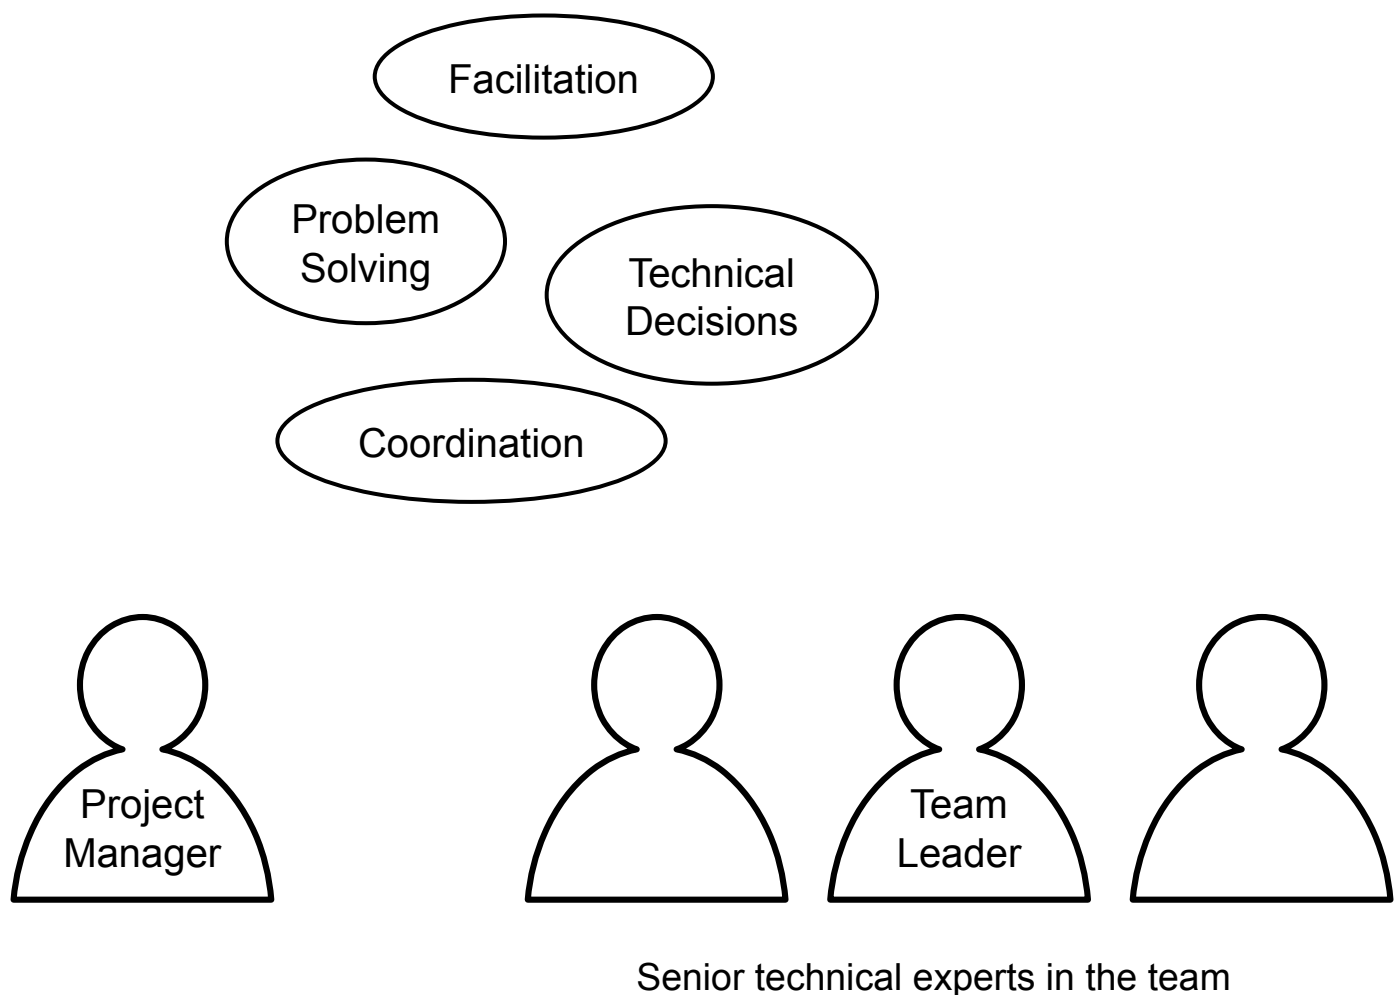 Facilitation
Problem
Solving
Technical
Decisions
Coordination
Project
Manager
Team
Leader
Senior technical experts in the team